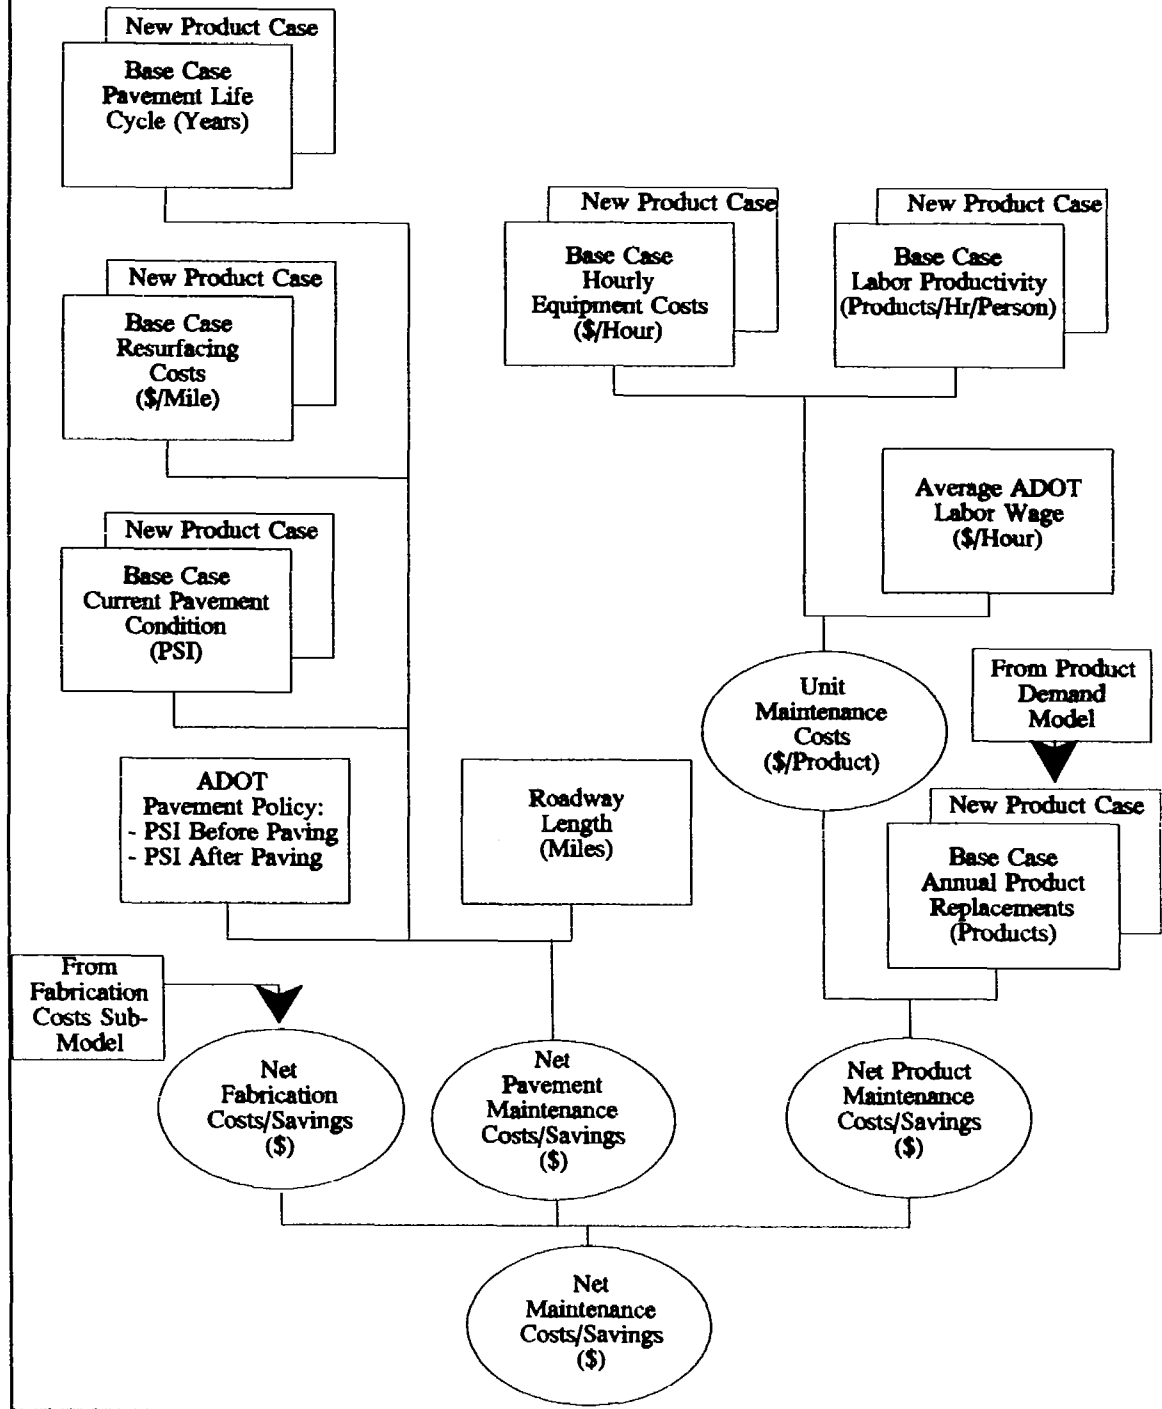 New Product Case
Base Case
Pavement Life
Cycle (Years)
New Product Case
Base Case
Hourly
Equipment Costs
($/Hour)
New Product Case
Base Case
Labor Productivity
(Products/Hr/Person)
New Product Case
Base Case
Resurfacing
Costs
($/Mile)
Average ADOT
Labor Wage
($/Hour)
New Product Case
Base Case
Current Pavement
Condition
(PSI)
Unit
Maintenance
Costs
($/Product)
From Product
Demand
Model
ADOT
Pavement Policy:
- PSI Before Paving
- PSI After Paving
Roadway
Length
(Miles)
New Product Case
Base Case
Annual Product
Replacements
(Products)
From
Fabrication
Costs Sub-
Model
Net
Fabrication
Costs/Savings
($)
Net
Pavement
Maintenance
Costs/Savings
($)
Net Product
Maintenance
Costs/Savings
($)
Net
Maintenance
Costs/Savings
($)